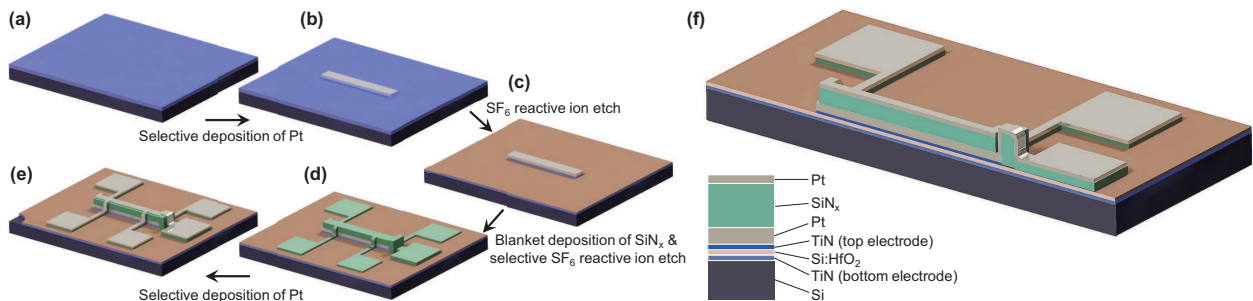 (a)
(b)
Selective deposition of Pt
(c)
SF₆ reactive ion etch
(d)
Blanket deposition of SiNₓ &
selective SF₆ reactive ion etch
(e)
Selective deposition of Pt
(f)
Pt
SiNₓ
Pt
TiN (top electrode)
Si:HfO₂
TiN (bottom electrode)
Si